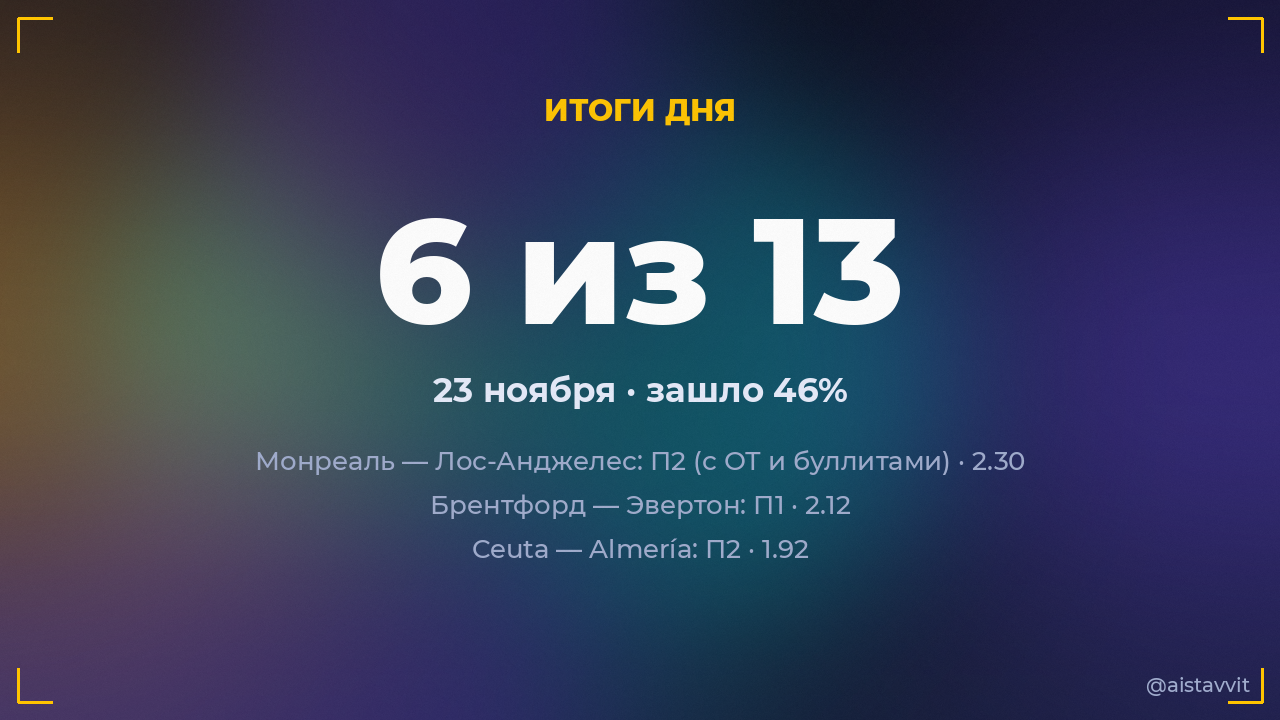 ИТОГИ ДНЯ
6 из 13
23 ноября · зашло 46%
Монреаль — Лос-Анджелес: П2 (с ОТ и буллитами) · 2.30
Брентфорд — Эвертон: П1 · 2.12
Ceuta — Almería: П2 · 1.92
@aistavvit